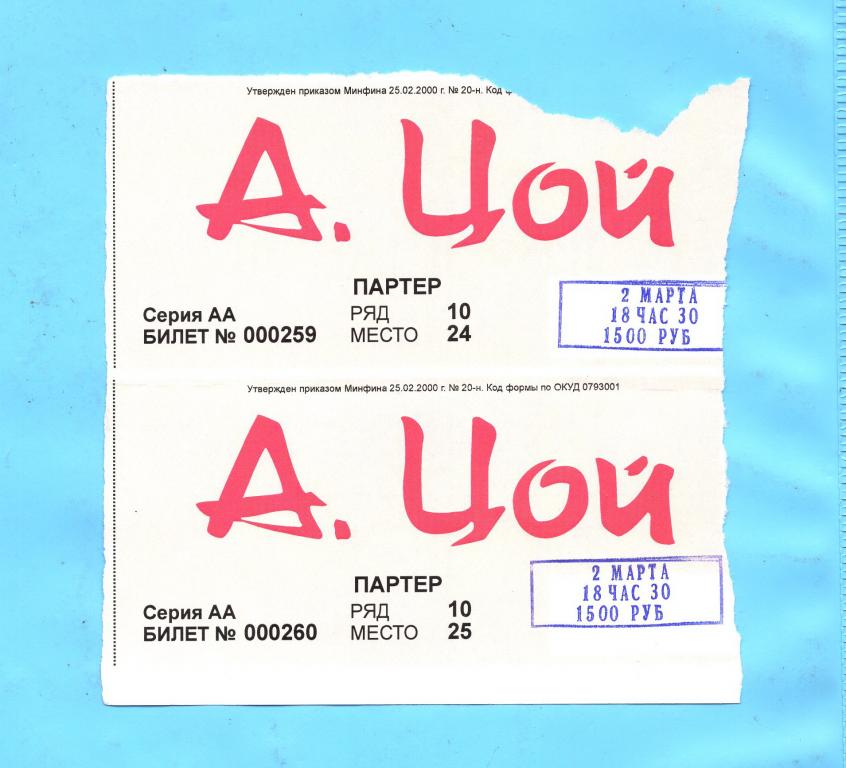 Утвержден приказом Минфина 25.02.2000 г. № 20-н. Код
А. Цой
ПАРТЕР
Серия АА РЯД 10
БИЛЕТ № 000259 МЕСТО 24
2 МАРТА
18 ЧАС 30
1500 РУБ
Утвержден приказом Минфина 25.02.2000 г. № 20-н. Код формы по ОКУД 0793001
А. Цой
ПАРТЕР
Серия АА РЯД 10
БИЛЕТ № 000260 МЕСТО 25
2 МАРТА
18 ЧАС 30
1500 РУБ